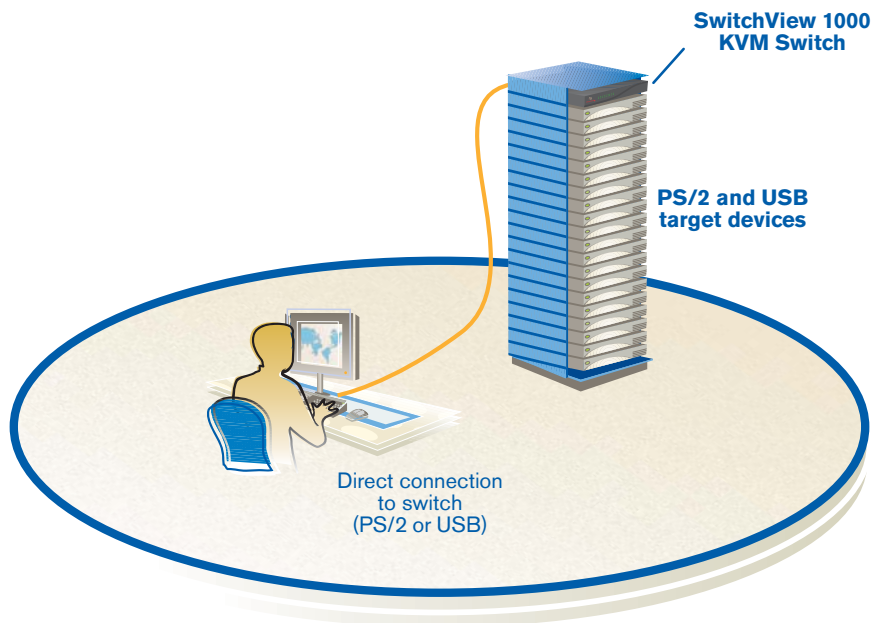 SwitchView 1000
KVM Switch
PS/2 and USB
target devices
Direct connection
to switch
(PS/2 or USB)